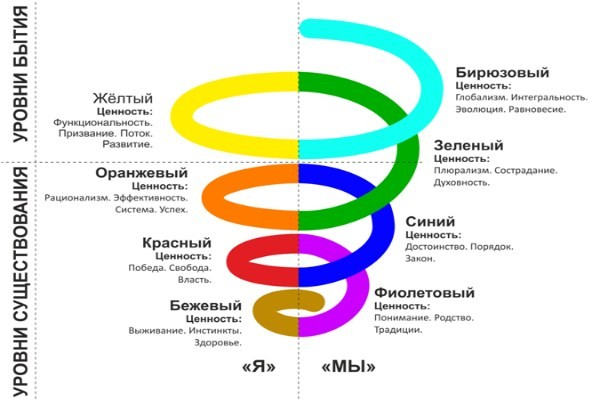 УРОВНИ БЫТИЯ
УРОВНИ СУЩЕСТВОВАНИЯ
Жёлтый
Ценность:
Функциональность.
Призвание. Поток.
Развитие.
Оранжевый
Ценность:
Рационализм. Эффективность.
Система. Успех.
Красный
Ценность:
Победа. Свобода.
Власть.
Бежевый
Ценность:
Выживание. Инстинкты.
Здоровье.
Бирюзовый
Ценность:
Глобализм. Интегральность.
Эволюция. Равновесие.
Зеленый
Ценность:
Плюрализм. Сострадание.
Духовность.
Синий
Ценность:
Достоинство. Порядок.
Закон.
Фиолетовый
Ценность:
Понимание. Родство.
Традиции.
«Я»
«МЫ»